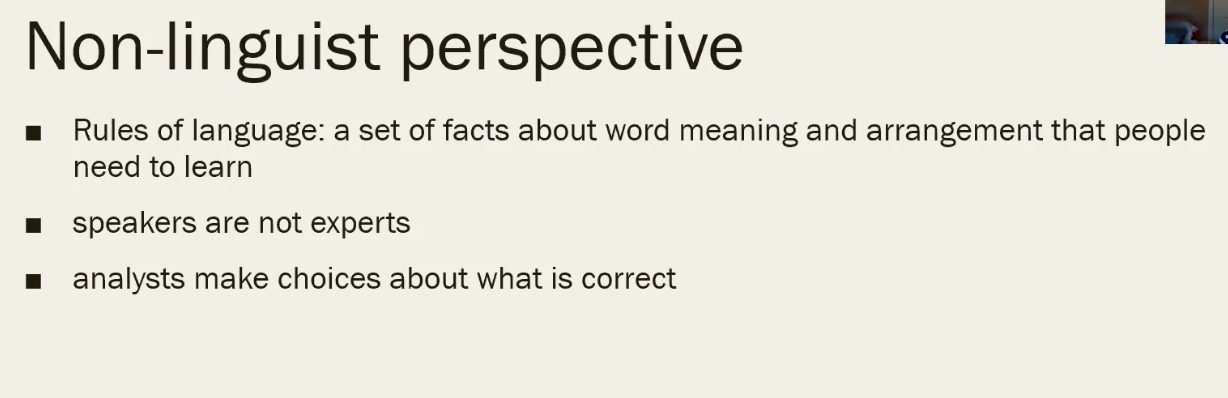 Non-linguist perspective
■ Rules of language: a set of facts about word meaning and arrangement that people
need to learn
■ speakers are not experts
■ analysts make choices about what is correct